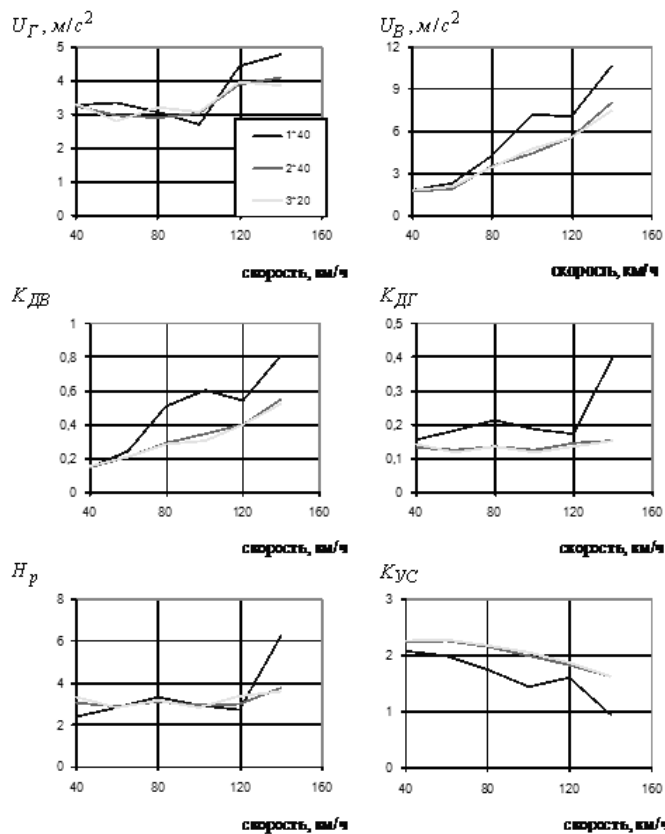 U_Г , м/с²
5
4
3
2
1
0
1*40
2*40
3*20
40 80 120 160
скорость, км/ч
U_В , м/с²
12
9
6
3
0
40 80 120 160
скорость, км/ч
K_ДВ
1
0,8
0,6
0,4
0,2
0
40 80 120 160
скорость, км/ч
K_ДГ
0,5
0,4
0,3
0,2
0,1
0
40 80 120 160
скорость, км/ч
H_р
8
6
4
2
0
40 80 120 160
скорость, км/ч
K_УС
3
2
1
0
40 80 120 160
скорость, км/ч